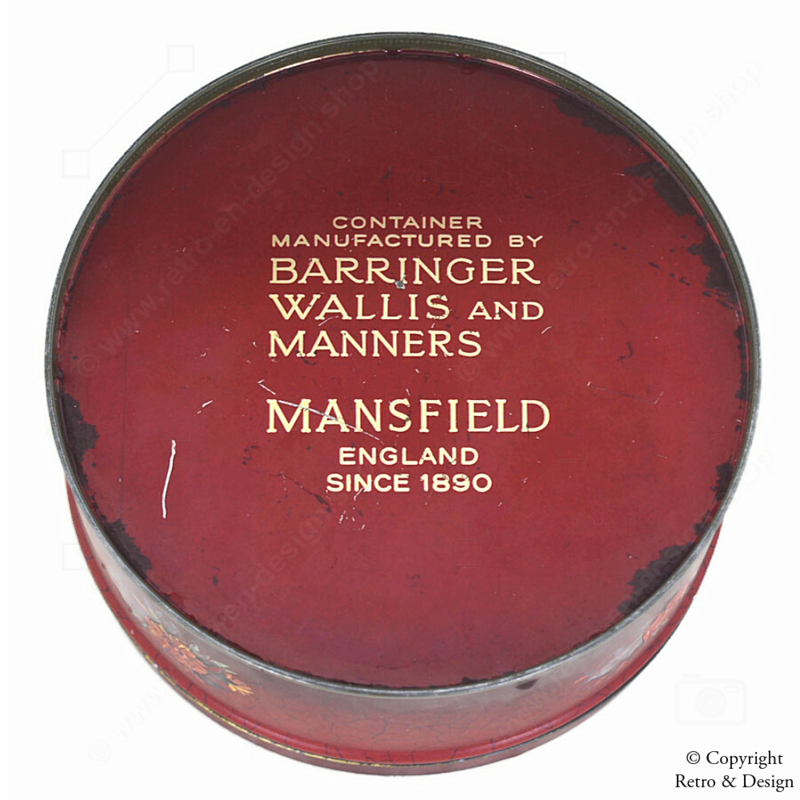 CONTAINER
MANUFACTURED BY
BARRINGER
WALLIS AND
MANNERS
MANSFIELD
ENGLAND
SINCE 1890
© Copyright
Retro & Design